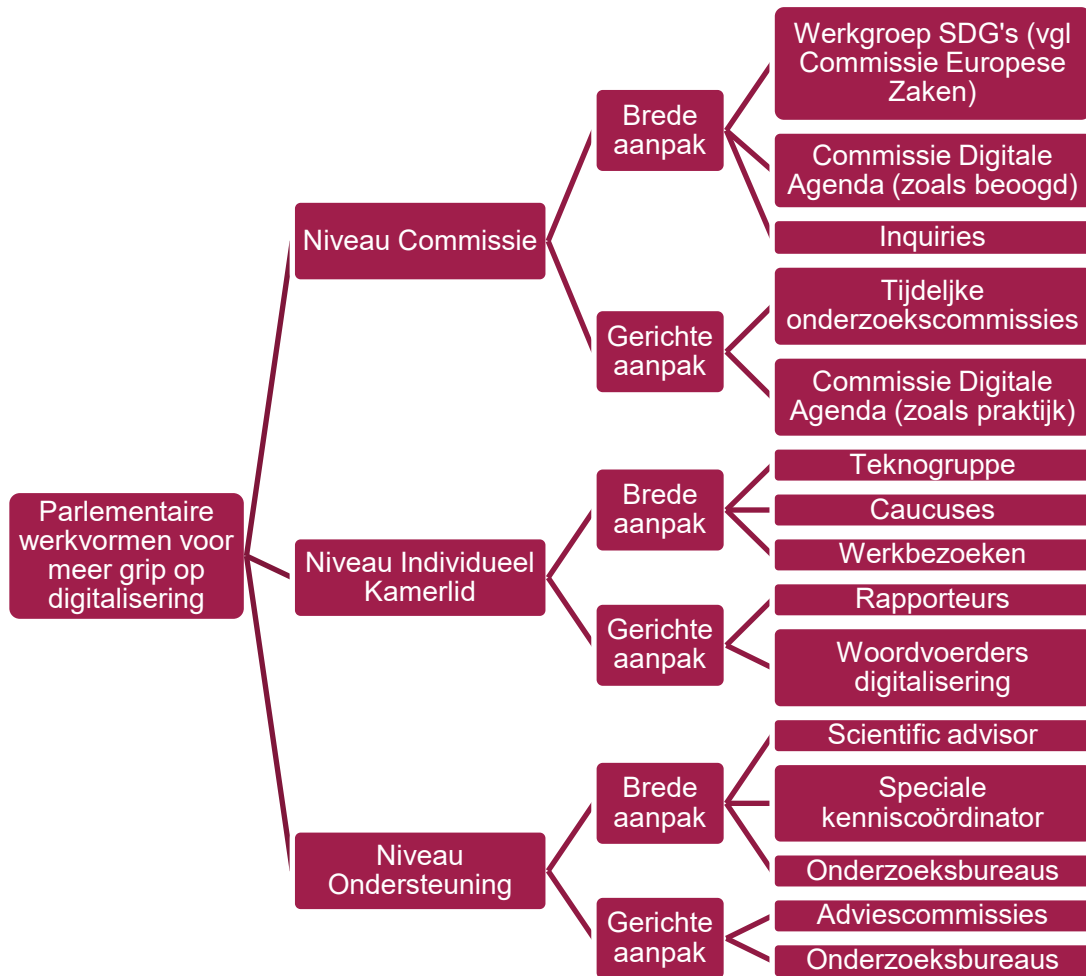 Parlementaire
werkvormen voor
meer grip op
digitalisering
Niveau Commissie
Brede
aanpak
Werkgroep SDG's (vgl
Commissie Europese
Zaken)
Commissie Digitale
Agenda (zoals beoogd)
Inquiries
Gerichte
aanpak
Tijdeljke
onderzoekscommissies
Commissie Digitale
Agenda (zoals praktijk)
Niveau Individueel
Kamerlid
Brede
aanpak
Teknogruppe
Caucuses
Werkbezoeken
Gerichte
aanpak
Rapporteurs
Woordvoerders
digitalisering
Niveau
Ondersteuning
Brede
aanpak
Scientific advisor
Speciale
kenniscoördinator
Onderzoeksbureaus
Gerichte
aanpak
Adviescommissies
Onderzoeksbureaus